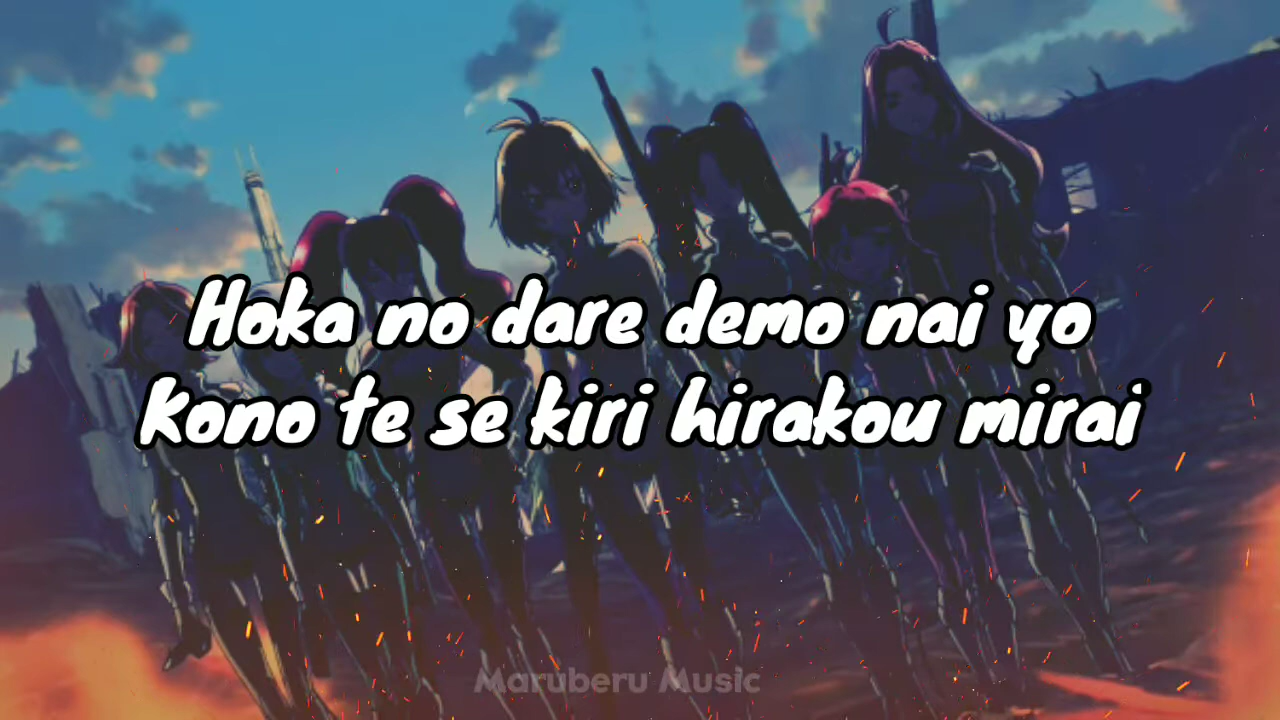 Hoka no dare demo nai yo
Kono te se kiri hirakou mirai
Maruberu Music